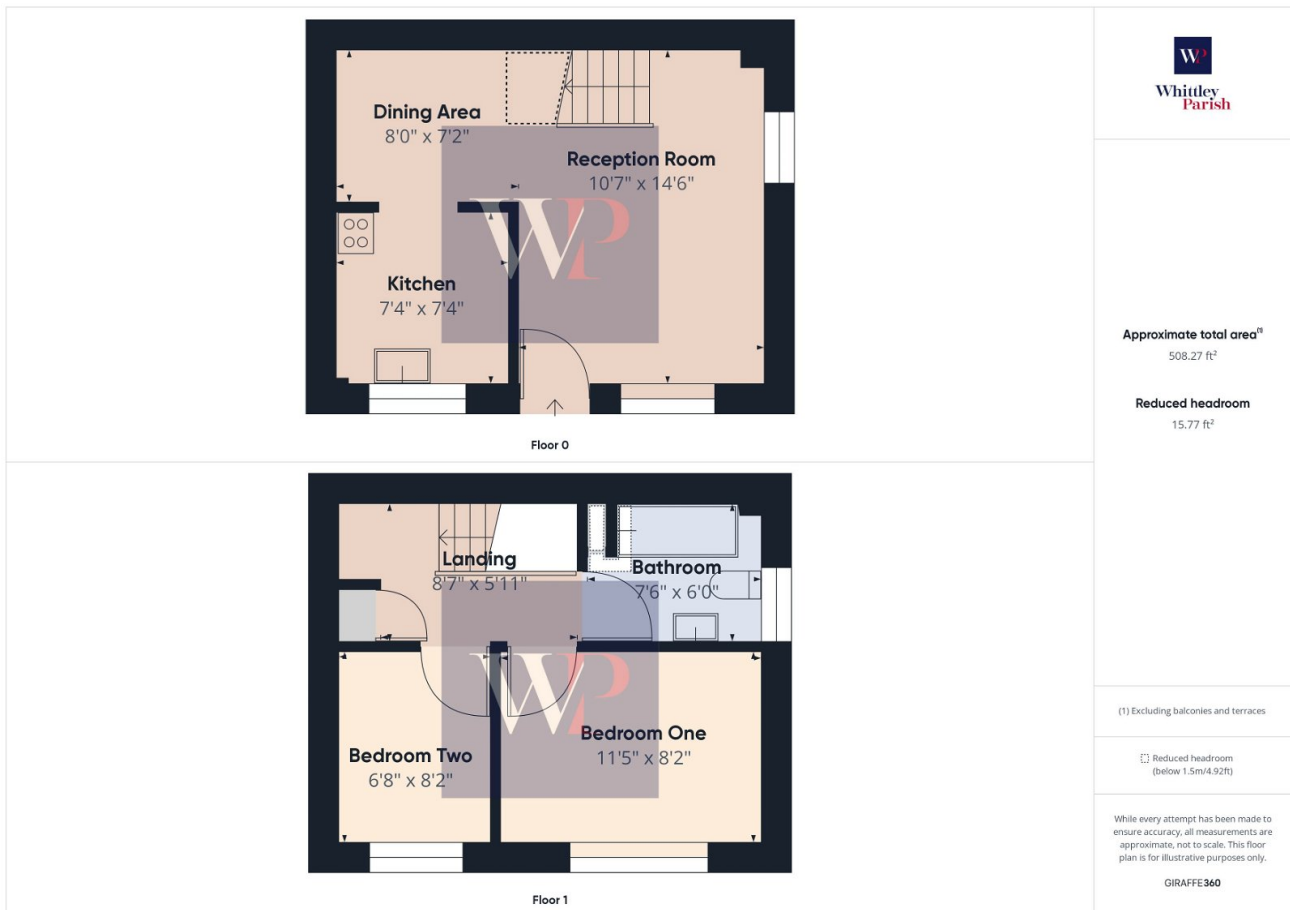 Dining Area
8'0" x 7'2"
Reception Room
10'7" x 14'6"
WP
Kitchen
7'4" x 7'4"
Floor 0
Landing
8'7" x 5'11"
Bathroom
7'6" x 6'0"
WP
Bedroom Two
6'8" x 8'2"
Bedroom One
11'5" x 8'2"
Floor 1
WP
Whittley
Parish
Approximate total area(1)
508.27 ft²
Reduced headroom
15.77 ft²
(1) Excluding balconies and terraces
Reduced headroom
(below 1.5m/4.92ft)
While every attempt has been made to
ensure accuracy, all measurements are
approximate, not to scale. This floor
plan is for illustrative purposes only.
GIRAFFE360